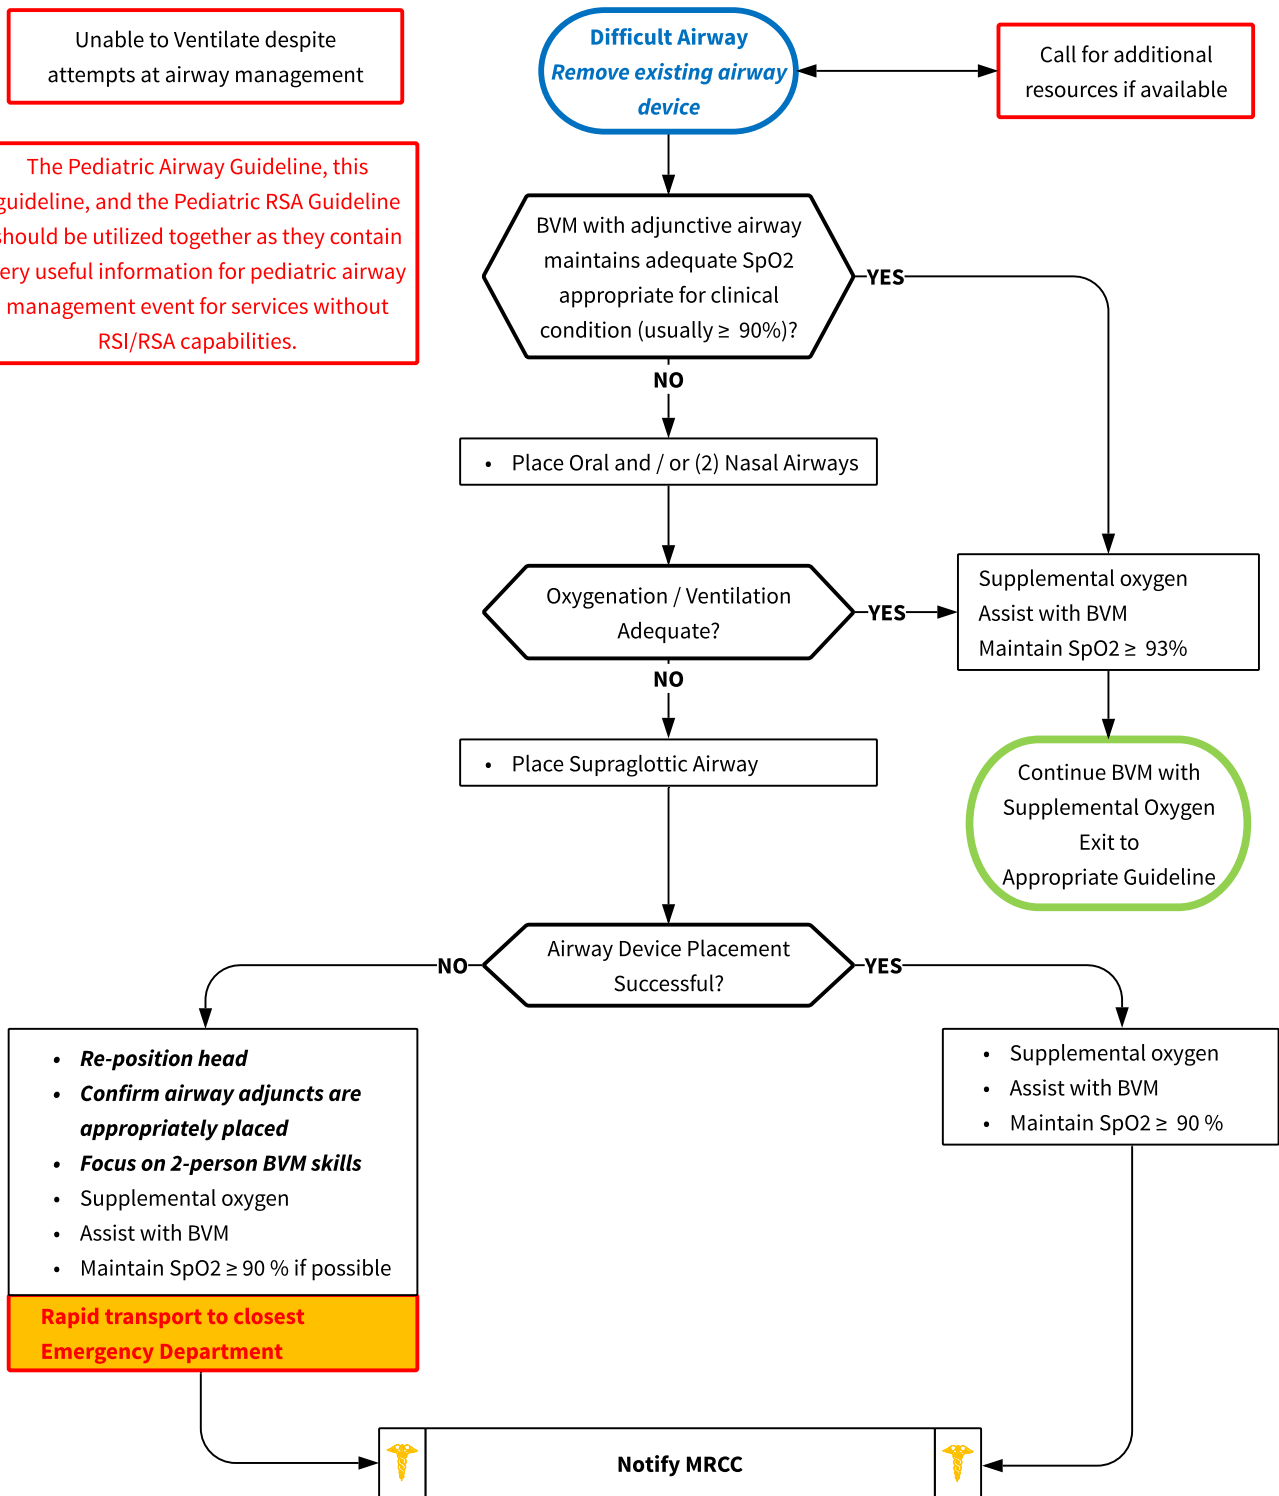 Unable to Ventilate despite
attempts at airway management
Difficult Airway
Remove existing airway
device
Call for additional
resources if available
The Pediatric Airway Guideline, this
guideline, and the Pediatric RSA Guideline
should be utilized together as they contain
ery useful information for pediatric airway
management event for services without
RSI/RSA capabilities.
BVM with adjunctive airway
maintains adequate SpO2
appropriate for clinical
condition (usually ≥ 90%)?
YES
NO
• Place Oral and / or (2) Nasal Airways
Oxygenation / Ventilation
Adequate?
YES
Supplemental oxygen
Assist with BVM
Maintain SpO2 ≥ 93%
NO
• Place Supraglottic Airway
Continue BVM with
Supplemental Oxygen
Exit to
Appropriate Guideline
Airway Device Placement
Successful?
NO
YES
• Re-position head
• Confirm airway adjuncts are
appropriately placed
• Focus on 2-person BVM skills
• Supplemental oxygen
• Assist with BVM
• Maintain SpO2 ≥ 90 % if possible
Rapid transport to closest
Emergency Department
• Supplemental oxygen
• Assist with BVM
• Maintain SpO2 ≥ 90 %
Notify MRCC